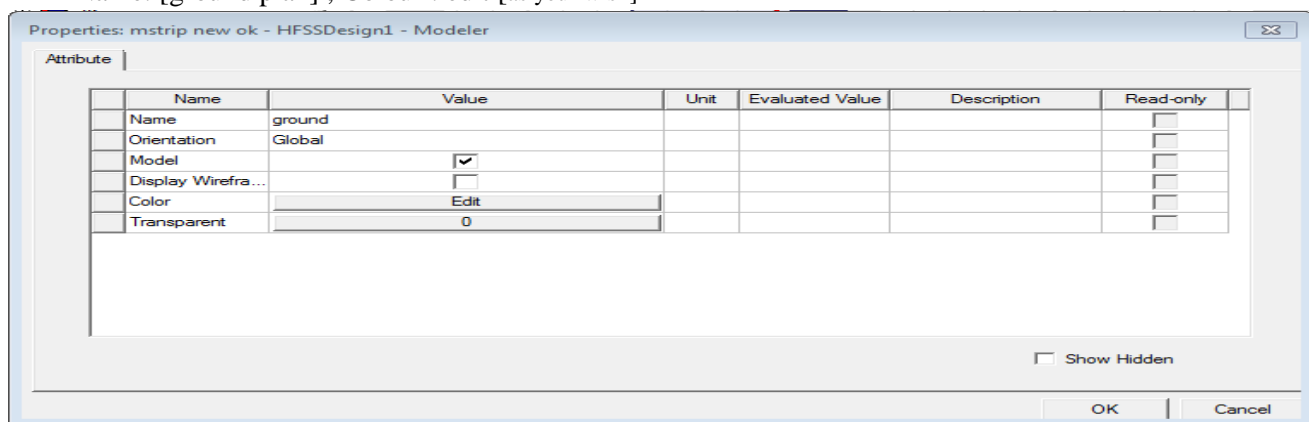 Properties: mstrip new ok - HFSSDesign1 - Modeler
Attribute
Name Value Unit Evaluated Value Description Read-only
Name ground
Orientation Global
Model
Display Wirefra...
Color Edit
Transparent 0
Show Hidden
OK Cancel